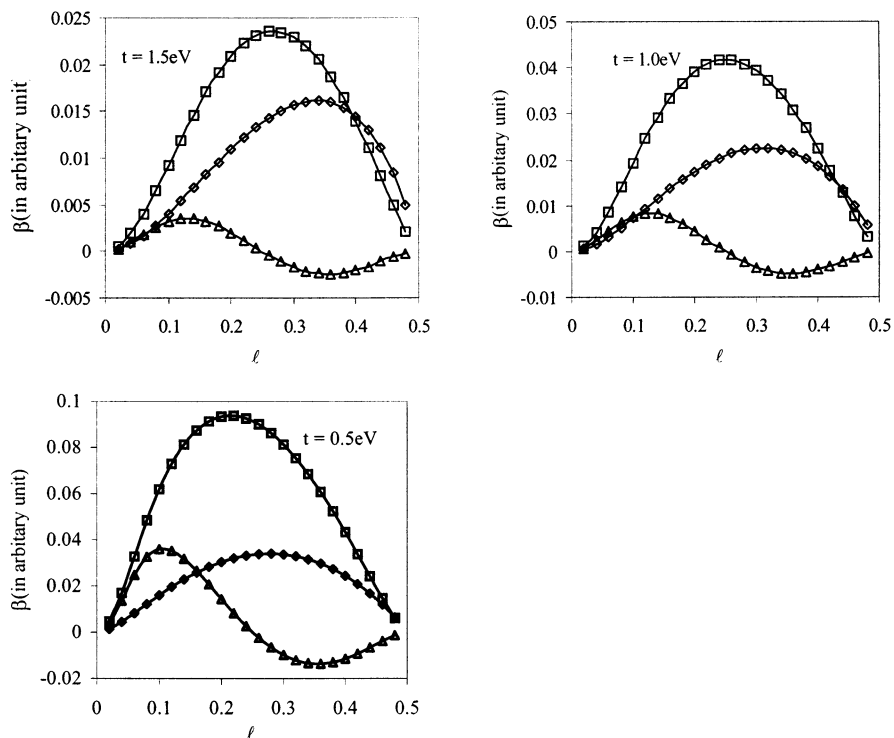 0.025
0.02
0.015
0.01
0.005
0
-0.005
t = 1.5eV
β(in arbitary unit)
0 0.1 0.2 0.3 0.4 0.5
ℓ
0.05
0.04
0.03
0.02
0.01
0
-0.01
t = 1.0eV
β(in arbitary unit)
0 0.1 0.2 0.3 0.4 0.5
ℓ
0.1
0.08
0.06
0.04
0.02
0
-0.02
t = 0.5eV
β(in arbitary unit)
0 0.1 0.2 0.3 0.4 0.5
ℓ